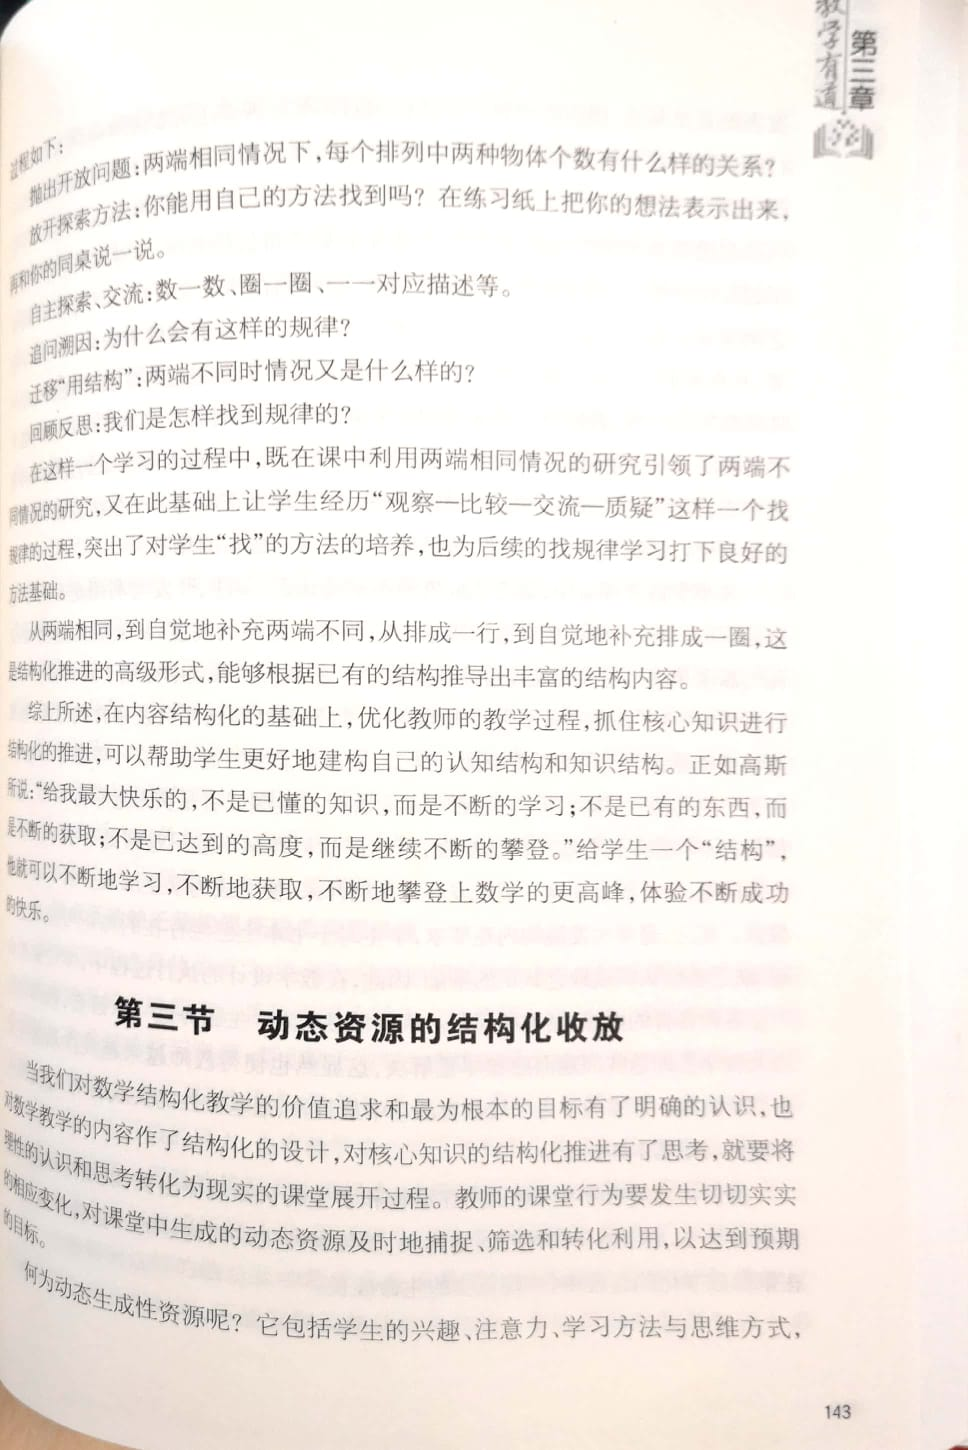 教学有道
第三章
过程如下：
抛出开放问题：两端相同情况下，每个排列中两种物体个数有什么样的关系？
放开探索方法：你能用自己的方法找到吗？在练习纸上把你的想法表示出来，
再和你的同桌说一说。
自主探索、交流：数一数、圈一圈、一一对应描述等。
追问溯因：为什么会有这样的规律？
迁移“用结构”：两端不同时情况又是什么样的？
回顾反思：我们是怎样找到规律的？
在这样一个学习的过程中，既在课中利用两端相同情况的研究引领了两端不
同情况的研究，又在此基础上让学生经历“观察—比较—交流—质疑”这样一个找
规律的过程，突出了对学生“找”的方法的培养，也为后续的找规律学习打下良好的
方法基础。
从两端相同，到自觉地补充两端不同，从排成一行，到自觉地补充排成一圈，这
是结构化推进的高级形式，能够根据已有的结构推导出丰富的结构内容。
综上所述，在内容结构化的基础上，优化教师的教学过程，抓住核心知识进行
结构化的推进，可以帮助学生更好地建构自己的认知结构和知识结构。正如高斯
所说：“给我最大快乐的，不是已懂的知识，而是不断的学习；不是已有的东西，而
是不断的获取；不是已达到的高度，而是继续不断的攀登。”给学生一个“结构”，
他就可以不断地学习，不断地获取，不断地攀登上数学的更高峰，体验不断成功
的快乐。
第三节 动态资源的结构化收放
当我们对数学结构化教学的价值追求和最为根本的目标有了明确的认识，也
对数学教学的内容作了结构化的设计，对核心知识的结构化推进有了思考，就要将
理性的认识和思考转化为现实的课堂展开过程。教师的课堂行为要发生切切实实
的相应变化，对课堂中生成的动态资源及时地捕捉、筛选和转化利用，以达到预期
的目标。
何为动态生成性资源呢？它包括学生的兴趣、注意力、学习方法与思维方式，
143